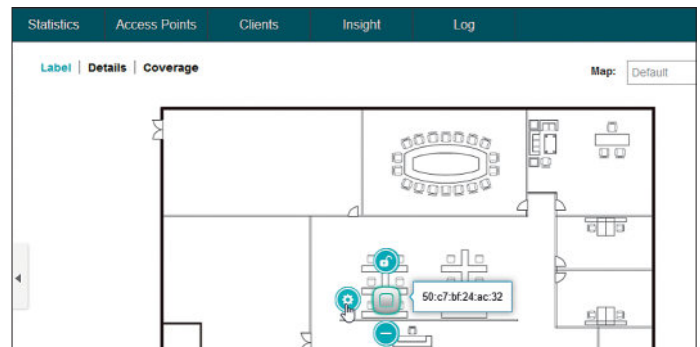 Statistics Access Points Clients Insight Log
Label | Details | Coverage Map: Default
50:c7:bf:24:ac:32